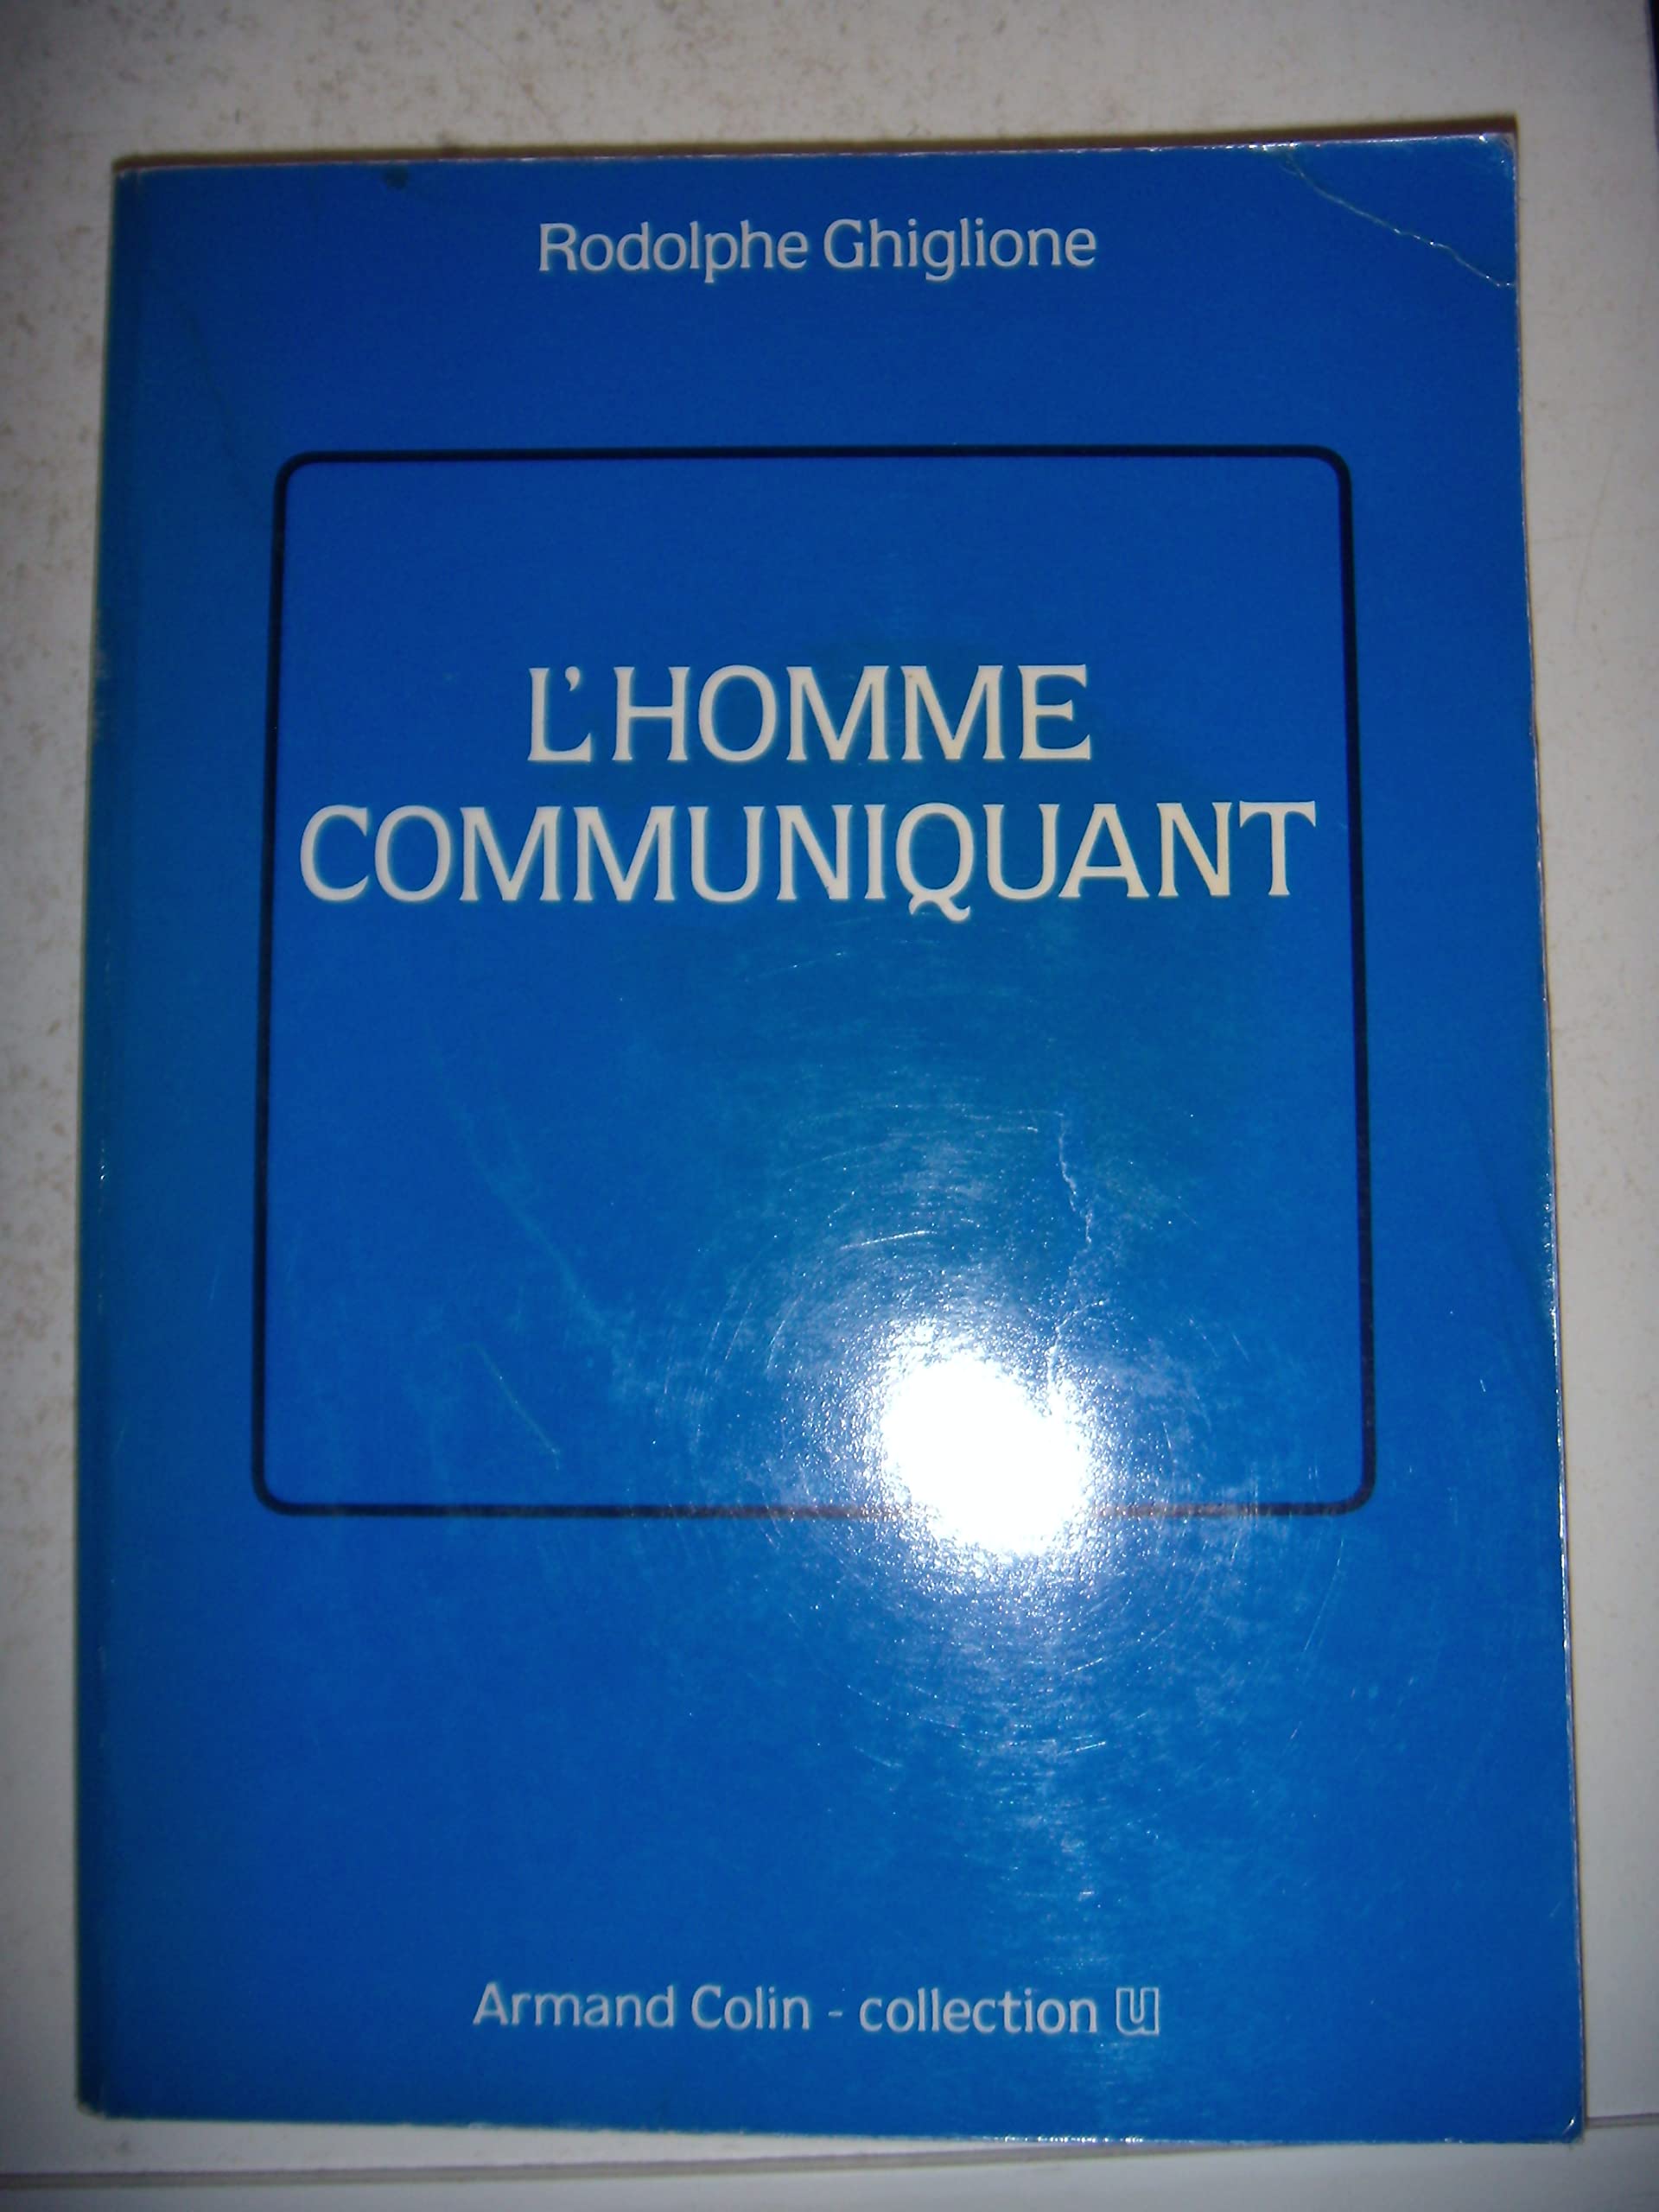 Rodolphe Ghiglione
L'HOMME
COMMUNIQUANT
Armand Colin - collection U